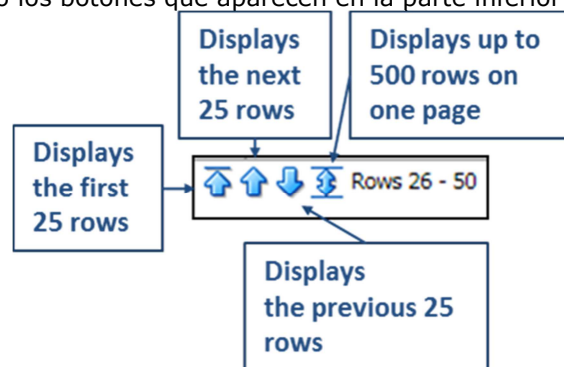 los botones que aparecen en la parte inferior
Displays
the next
25 rows
Displays up to
500 rows on
one page
Displays
the first
25 rows
Rows 26 - 50
Displays
the previous 25
rows